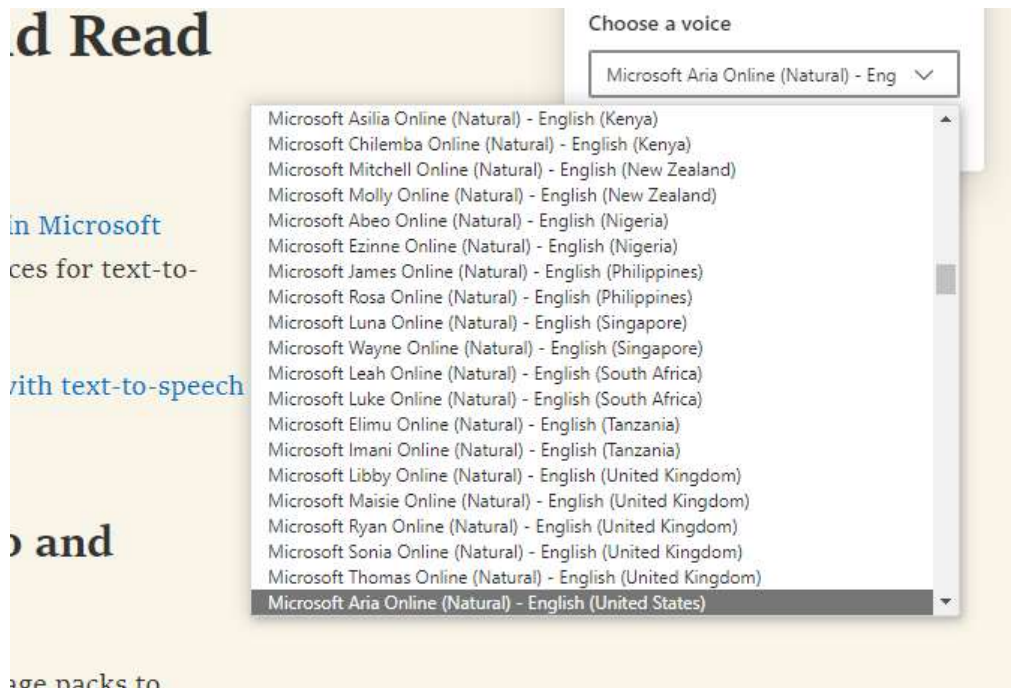 d Read
Choose a voice
Microsoft Aria Online (Natural) - Eng
Microsoft Asilia Online (Natural) - English (Kenya)
Microsoft Chilemba Online (Natural) - English (Kenya)
Microsoft Mitchell Online (Natural) - English (New Zealand)
Microsoft Molly Online (Natural) - English (New Zealand)
in Microsoft
Microsoft Abeo Online (Natural) - English (Nigeria)
Microsoft Ezinne Online (Natural) - English (Nigeria)
ces for text-to-
Microsoft James Online (Natural) - English (Philippines)
Microsoft Rosa Online (Natural) - English (Philippines)
Microsoft Luna Online (Natural) - English (Singapore)
Microsoft Wayne Online (Natural) - English (Singapore)
Microsoft Leah Online (Natural) - English (South Africa)
with text-to-speech
Microsoft Luke Online (Natural) - English (South Africa)
Microsoft Elimu Online (Natural) - English (Tanzania)
Microsoft Imani Online (Natural) - English (Tanzania)
Microsoft Libby Online (Natural) - English (United Kingdom)
Microsoft Maisie Online (Natural) - English (United Kingdom)
Microsoft Ryan Online (Natural) - English (United Kingdom)
and
Microsoft Sonia Online (Natural) - English (United Kingdom)
Microsoft Thomas Online (Natural) - English (United Kingdom)
Microsoft Aria Online (Natural) - English (United States)
age packs to